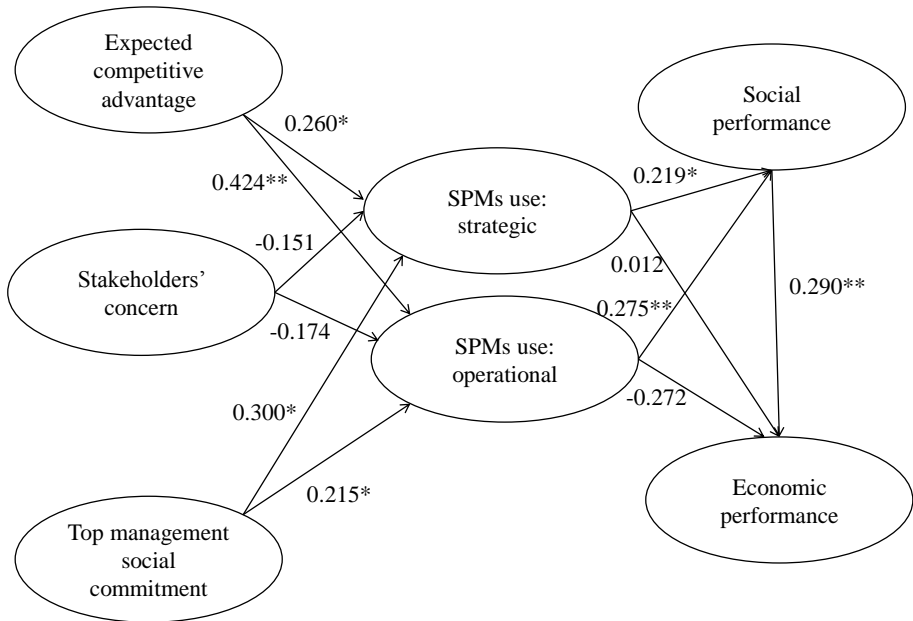 Expected
competitive
advantage
Social
performance
0.260*
0.424**
SPMs use:
strategic
0.219*
-0.151
0.012
Stakeholders’
concern
0.290**
0.275**
-0.174
SPMs use:
operational
0.300*
-0.272
0.215*
Economic
performance
Top management
social
commitment